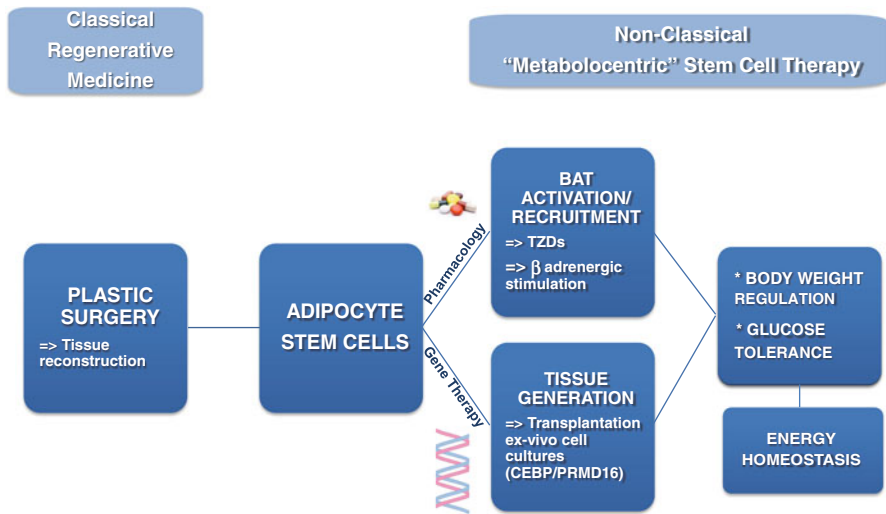 Classical
Regenerative
Medicine
Non-Classical
“Metabolocentric” Stem Cell Therapy
PLASTIC
SURGERY
=> Tissue
reconstruction
ADIPOCYTE
STEM CELLS
Pharmacology
Gene Therapy
BAT
ACTIVATION/
RECRUITMENT
=> TZDs
=> β adrenergic
stimulation
TISSUE
GENERATION
=> Transplantation
ex-vivo cell
cultures
(CEBP/PRMD16)
* BODY WEIGHT
REGULATION
* GLUCOSE
TOLERANCE
ENERGY
HOMEOSTASIS